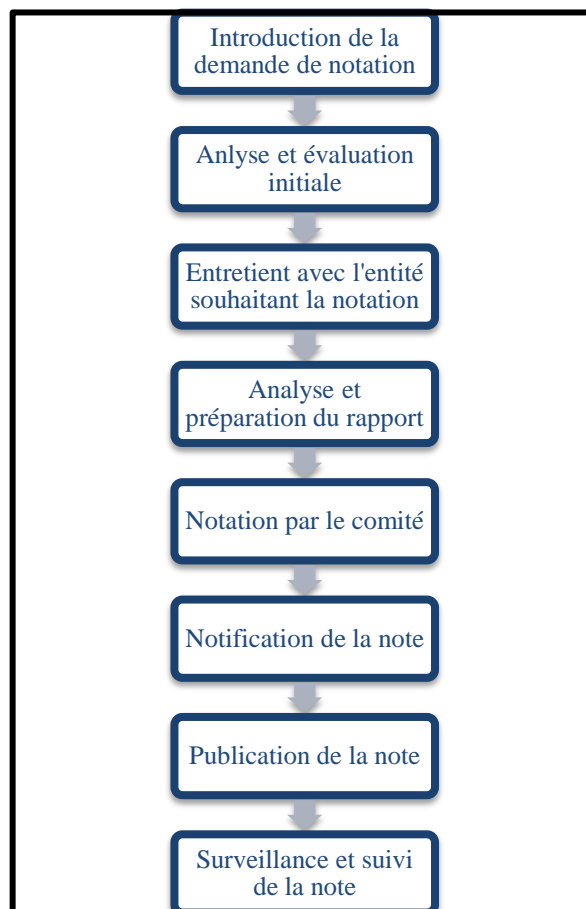 Introduction de la
demande de notation
Anlyse et évaluation
initiale
Entretient avec l'entité
souhaitant la notation
Analyse et
préparation du rapport
Notation par le comité
Notification de la note
Publication de la note
Surveillance et suivi
de la note